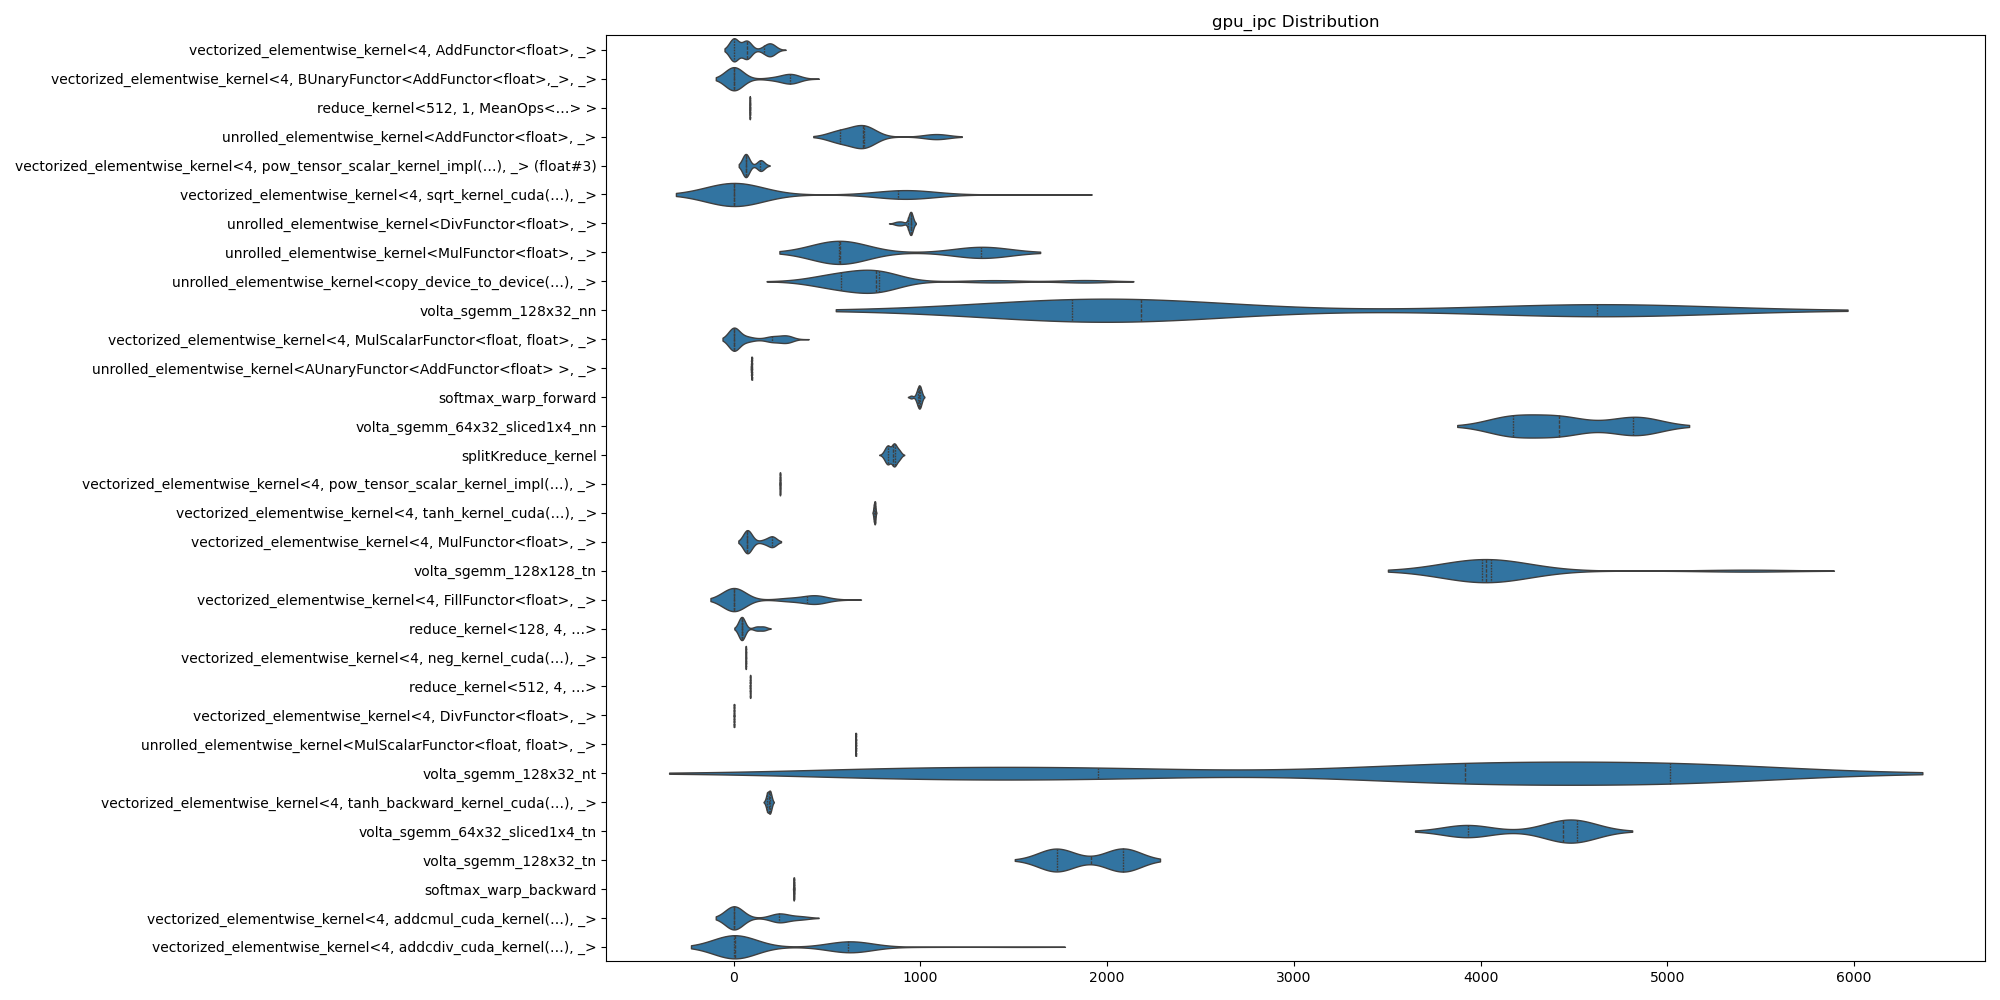 gpu_ipc Distribution
vectorized_elementwise_kernel<4, AddFunctor<float>, _>
vectorized_elementwise_kernel<4, BUnaryFunctor<AddFunctor<float>,_>, _>
reduce_kernel<512, 1, MeanOps<...> >
unrolled_elementwise_kernel<AddFunctor<float>, _>
vectorized_elementwise_kernel<4, pow_tensor_scalar_kernel_impl(...), _> (float#3)
vectorized_elementwise_kernel<4, sqrt_kernel_cuda(...), _>
unrolled_elementwise_kernel<DivFunctor<float>, _>
unrolled_elementwise_kernel<MulFunctor<float>, _>
unrolled_elementwise_kernel<copy_device_to_device(...), _>
volta_sgemm_128x32_nn
vectorized_elementwise_kernel<4, MulScalarFunctor<float, float>, _>
unrolled_elementwise_kernel<AUnaryFunctor<AddFunctor<float> >, _>
softmax_warp_forward
volta_sgemm_64x32_sliced1x4_nn
splitKreduce_kernel
vectorized_elementwise_kernel<4, pow_tensor_scalar_kernel_impl(...), _>
vectorized_elementwise_kernel<4, tanh_kernel_cuda(...), _>
vectorized_elementwise_kernel<4, MulFunctor<float>, _>
volta_sgemm_128x128_tn
vectorized_elementwise_kernel<4, FillFunctor<float>, _>
reduce_kernel<128, 4, ...>
vectorized_elementwise_kernel<4, neg_kernel_cuda(...), _>
reduce_kernel<512, 4, ...>
vectorized_elementwise_kernel<4, DivFunctor<float>, _>
unrolled_elementwise_kernel<MulScalarFunctor<float, float>, _>
volta_sgemm_128x32_nt
vectorized_elementwise_kernel<4, tanh_backward_kernel_cuda(...), _>
volta_sgemm_64x32_sliced1x4_tn
volta_sgemm_128x32_tn
softmax_warp_backward
vectorized_elementwise_kernel<4, addcmul_cuda_kernel(...), _>
vectorized_elementwise_kernel<4, addcdiv_cuda_kernel(...), _>
0 1000 2000 3000 4000 5000 6000